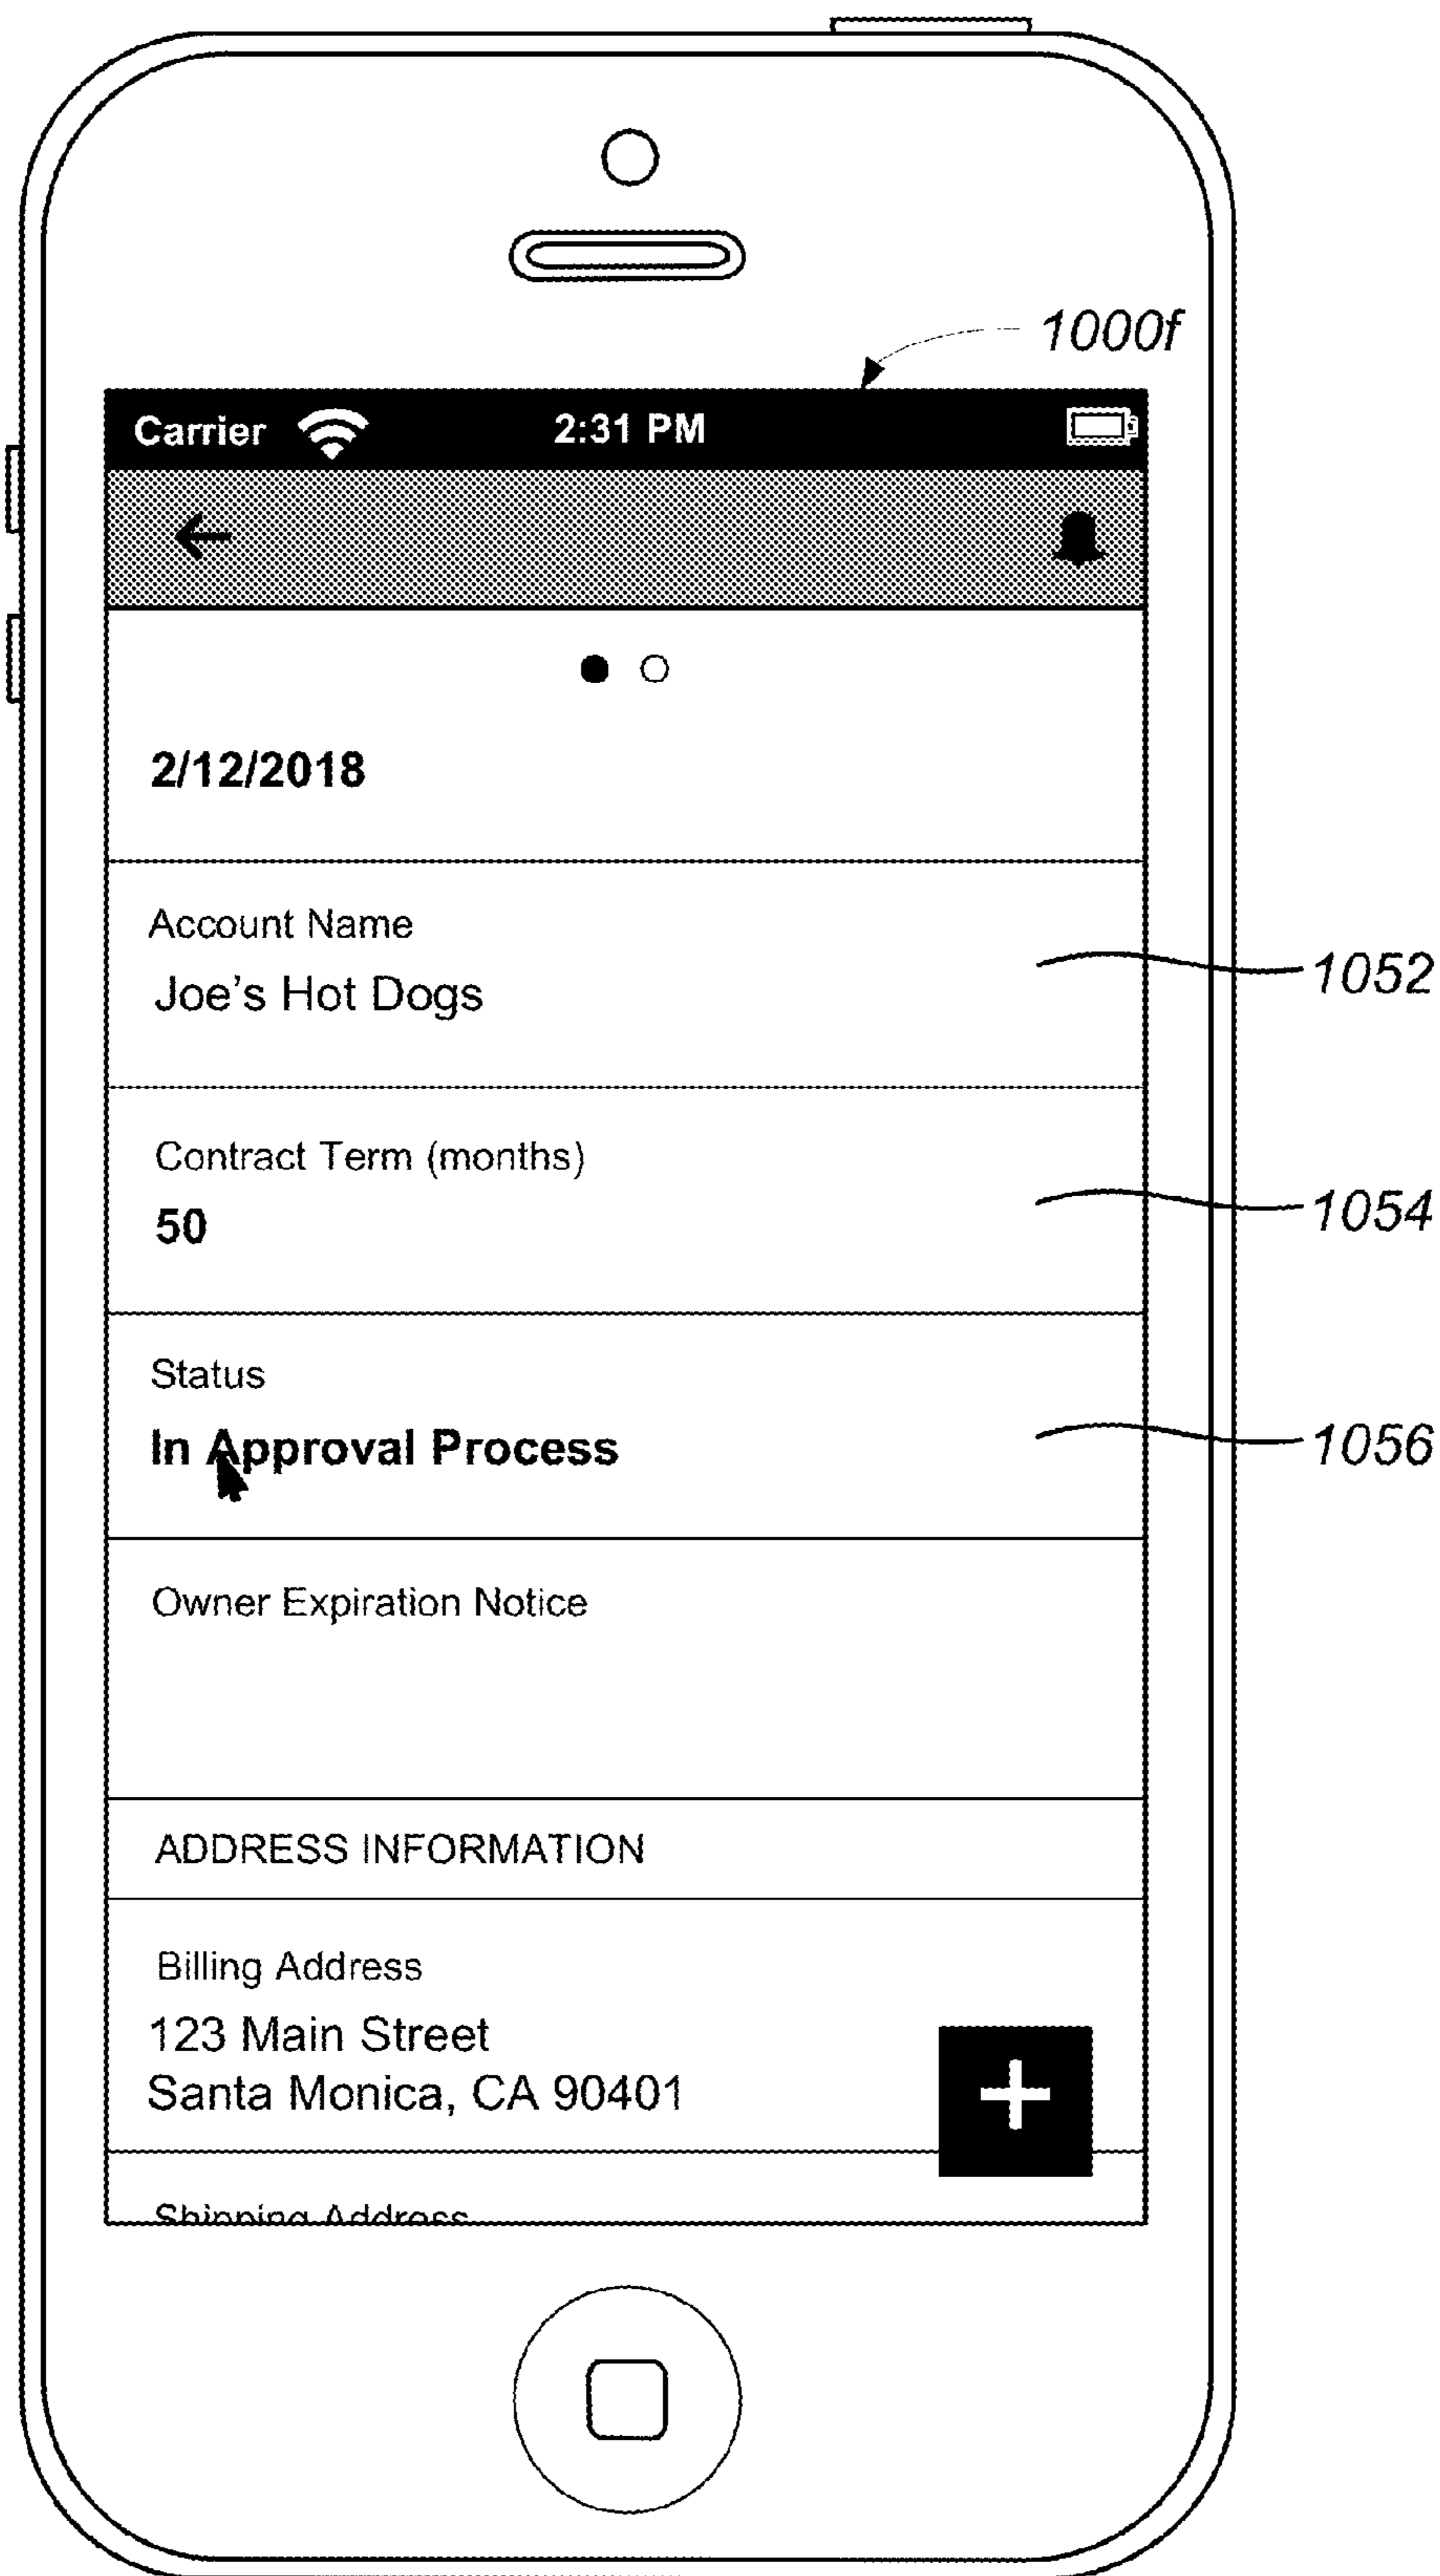 1000f
Carrier 2:31 PM
2/12/2018
Account Name
Joe's Hot Dogs
1052
Contract Term (months)
50
1054
Status
In Approval Process
1056
Owner Expiration Notice
ADDRESS INFORMATION
Billing Address
123 Main Street
Santa Monica, CA 90401
Shipping Address